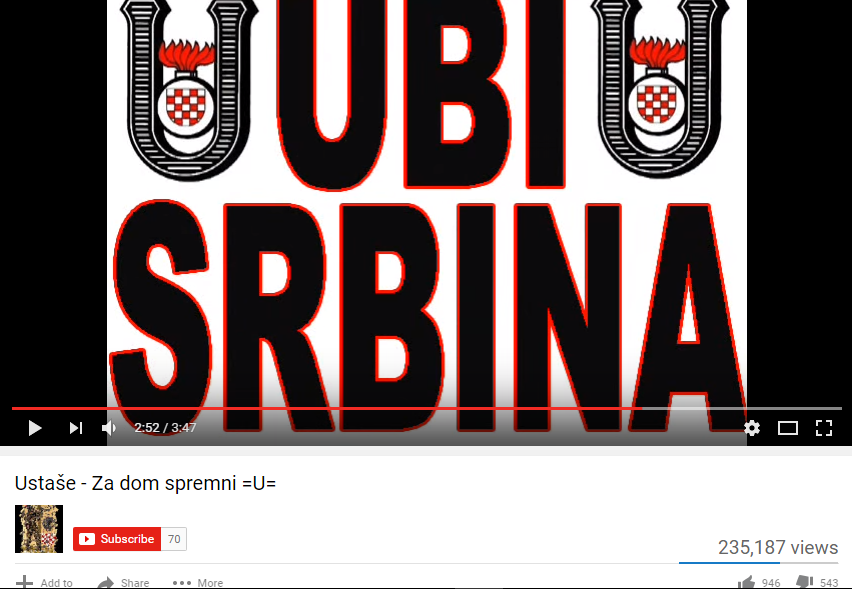 U UBI U
SRBINA
2:52 / 3:47
Ustaše - Za dom spremni =U=
Subscribe 70
235,187 views
Add to Share More 946 543